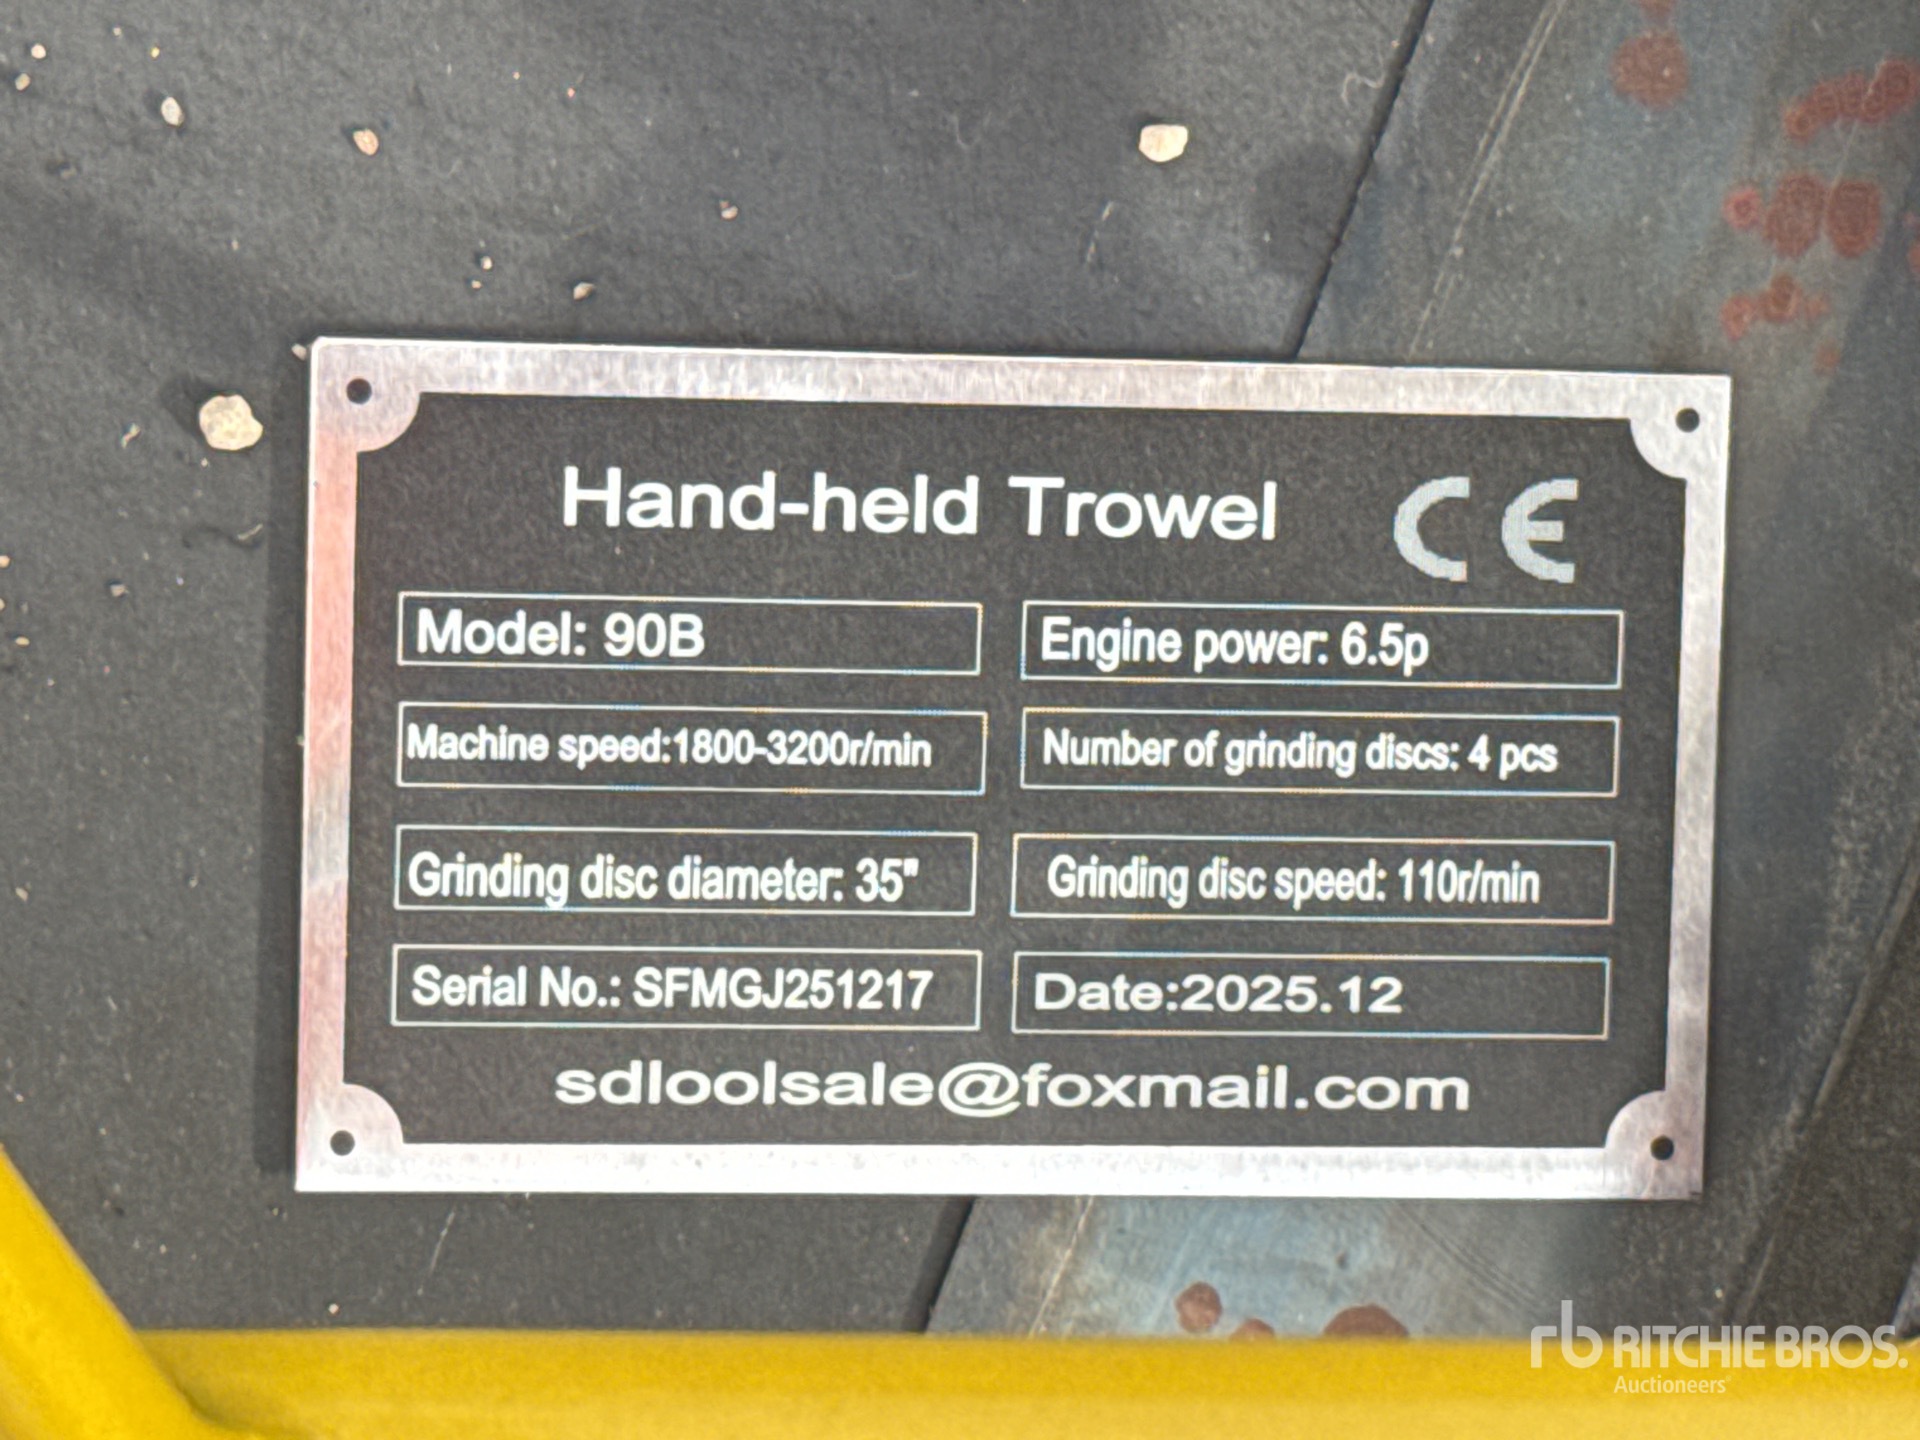 Hand-held Trowel CE
Model: 90B
Engine power: 6.5p
Machine speed:1800-3200r/min
Number of grinding discs: 4 pcs
Grinding disc diameter: 35"
Grinding disc speed: 110r/min
Serial No.: SFMGJ251217
Date:2025.12
sdloolsale@foxmail.com
rb RITCHIE BROS.
Auctioneers